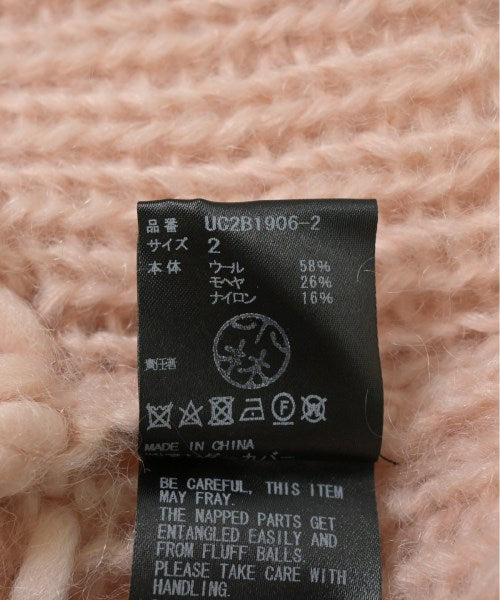 品番 UC2B1906-2
サイズ 2
本体 ウール 58%
モヘヤ 26%
ナイロン 16%
責任者
MADE IN CHINA
BE CAREFUL, THIS ITEM
MAY FRAY.
THE NAPPED PARTS GET
ENTANGLED EASILY AND
FROM FLUFF BALLS.
PLEASE TAKE CARE WITH
HANDLING.